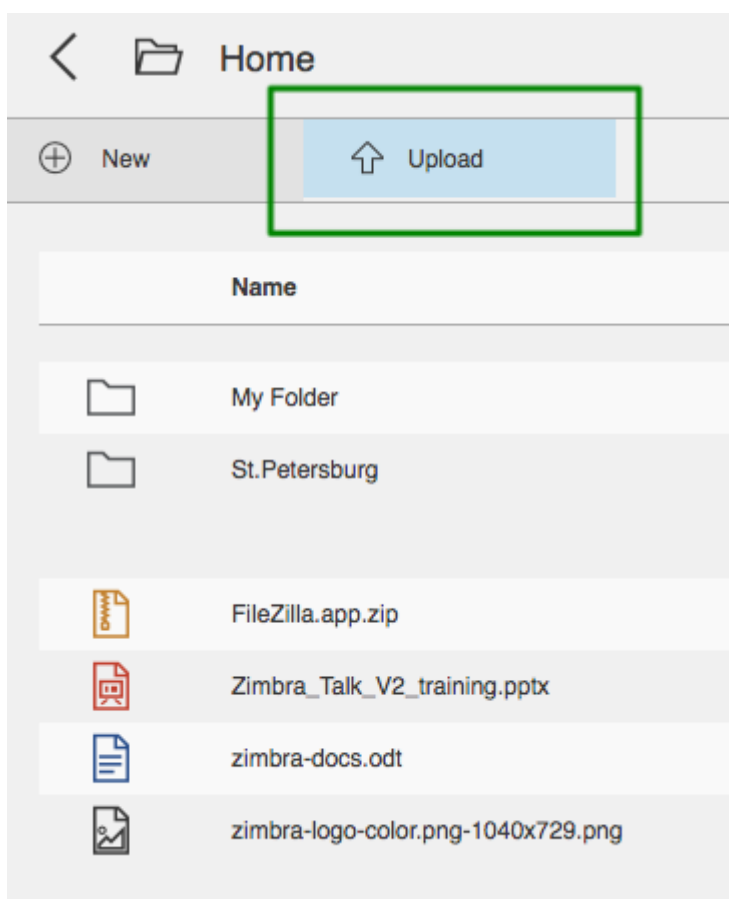 Home
New
Upload
Name
My Folder
St.Petersburg
FileZilla.app.zip
Zimbra_Talk_V2_training.pptx
zimbra-docs.odt
zimbra-logo-color.png-1040x729.png